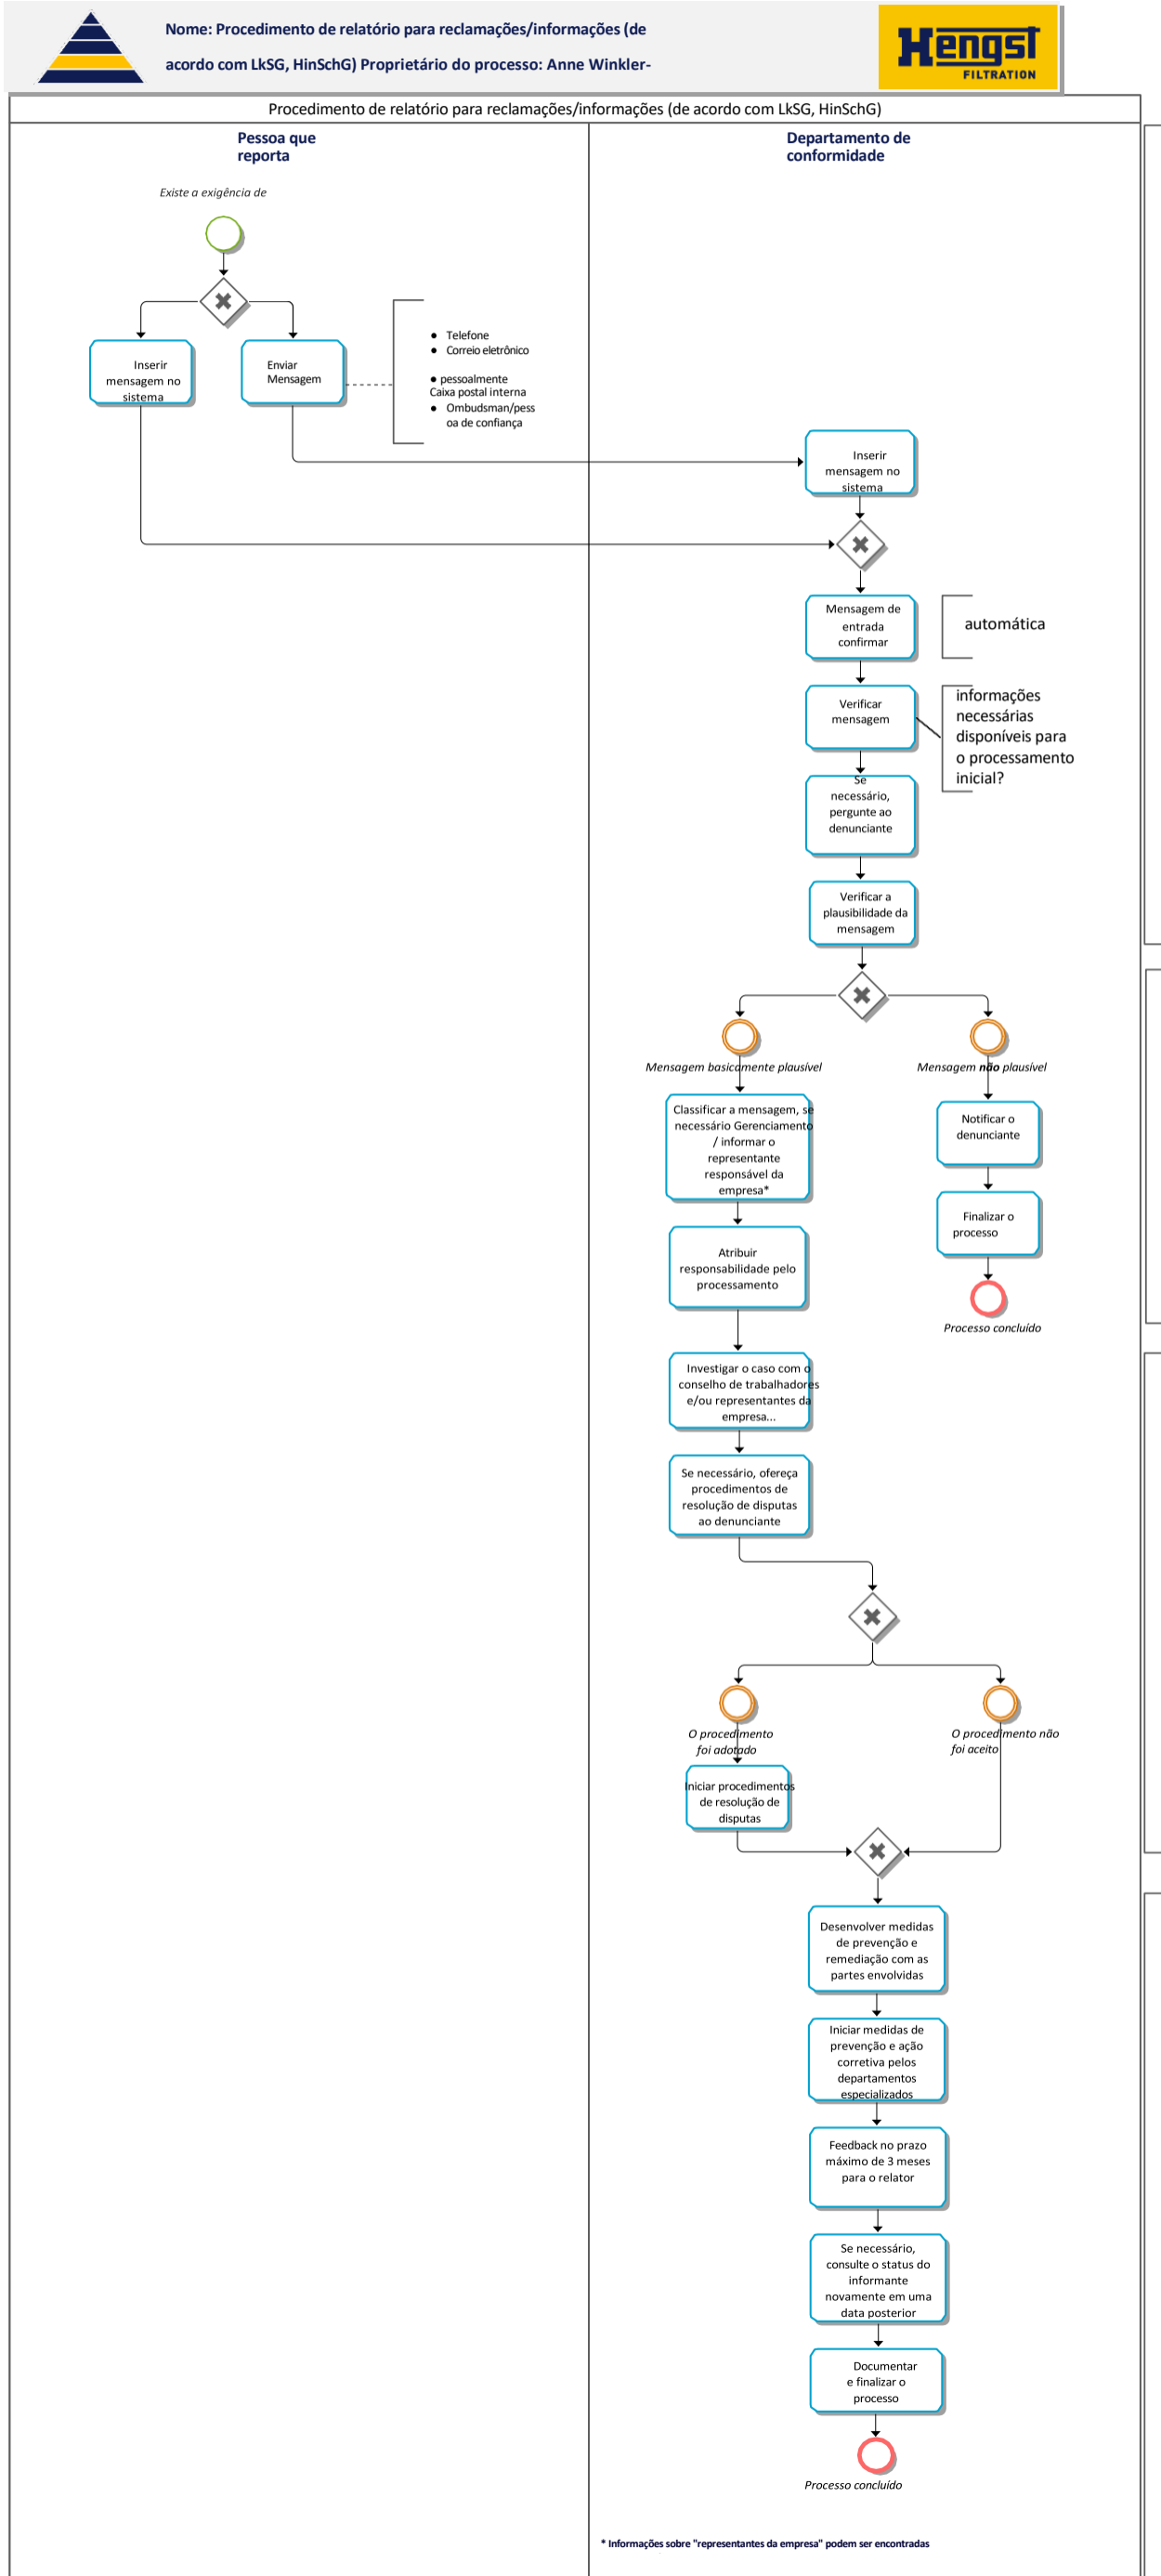 Nome: Procedimento de relatório para reclamações/informações (de
acordo com LkSG, HinSchG) Proprietário do processo: Anne Winkler-
Hengst
FILTRATION
Procedimento de relatório para reclamações/informações (de acordo com LkSG, HinSchG)
Pessoa que
reporta
Departamento de
conformidade
Existe a exigência de
Inserir
mensagem no
sistema
Enviar
Mensagem
● Telefone
● Correio eletrônico
● pessoalmente
Caixa postal interna
● Ombudsman/pess
oa de confiança
Inserir
mensagem no
sistema
Mensagem de
entrada
confirmar
automática
Verificar
mensagem
informações
necessárias
disponíveis para
o processamento
inicial?
Se
necessário,
pergunte ao
denunciante
Verificar a
plausibilidade da
mensagem
Mensagem basicamente plausível
Mensagem não plausível
Classificar a mensagem, se
necessário Gerenciamento
/ informar o
representante
responsável da
empresa*
Notificar o
denunciante
Finalizar o
processo
Processo concluído
Atribuir
responsabilidade pelo
processamento
Investigar o caso com o
conselho de trabalhadores
e/ou representantes da
empresa...
Se necessário, ofereça
procedimentos de
resolução de disputas
ao denunciante
O procedimento
foi adotado
O procedimento não
foi aceito
Iniciar procedimentos
de resolução de
disputas
Desenvolver medidas
de prevenção e
remediação com as
partes envolvidas
Iniciar medidas de
prevenção e ação
corretiva pelos
departamentos
especializados
Feedback no prazo
máximo de 3 meses
para o relator
Se necessário,
consulte o status do
informante
novamente em uma
data posterior
Documentar
e finalizar o
processo
Processo concluído
* Informações sobre "representantes da empresa" podem ser encontradas